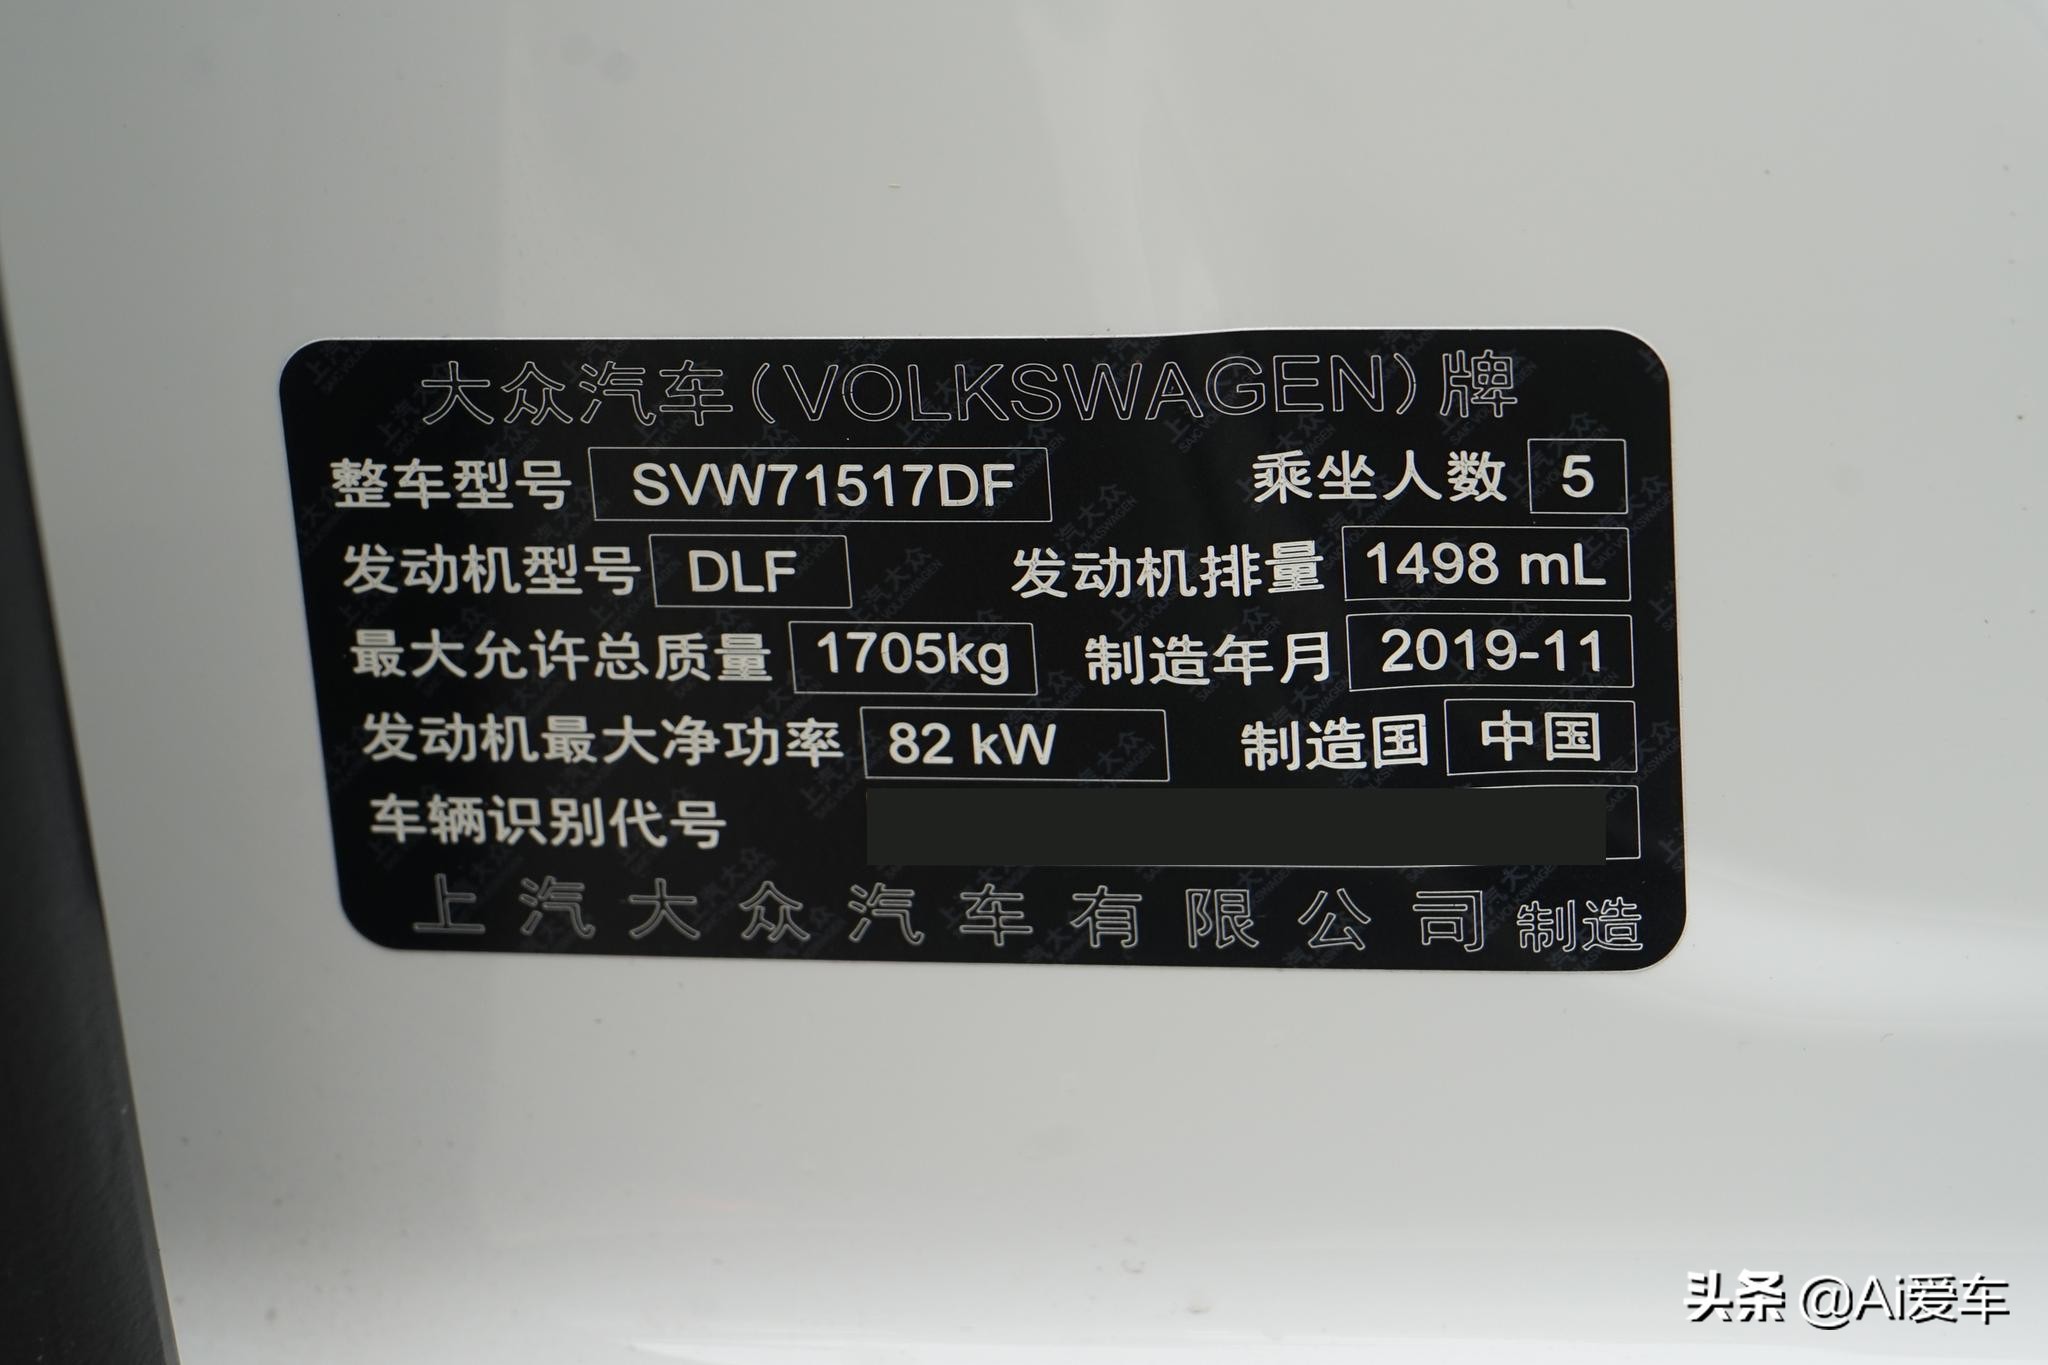 大众汽车(VOLKSWAGEN)牌
整车型号 SVW71517DF 乘坐人数 5
发动机型号 DLF 发动机排量 1498 mL
最大允许总质量 1705kg 制造年月 2019-11
发动机最大净功率 82 kW 制造国 中国
车辆识别代号
上汽大众汽车有限公司制造
头条 @Ai爱车